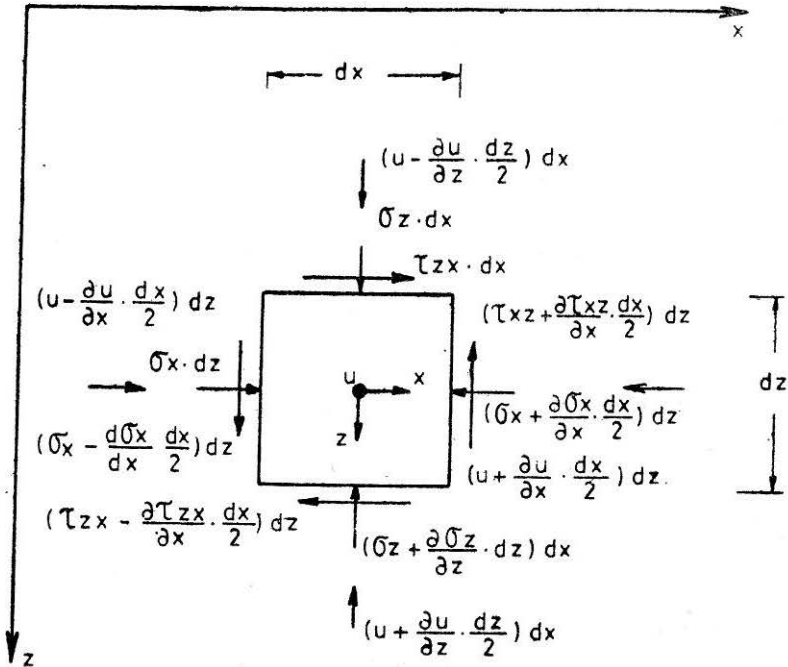 x
dx
(u-∂u/∂z·dz/2) dx
σz·dx
τzx·dx
(u-∂u/∂x·dx/2) dz
(τxz+∂τxz/∂x·dx/2) dz
σx·dz
u
x
dz
z
(σx+∂σx/∂x·dx/2) dz
(σx-dσx/dx dx/2) dz
(u+∂u/∂x·dx/2) dz.
(τzx-∂τzx/∂x·dx/2) dz
(σz+∂σz/∂z·dz) dx
(u+∂u/∂z·dz/2) dx
z